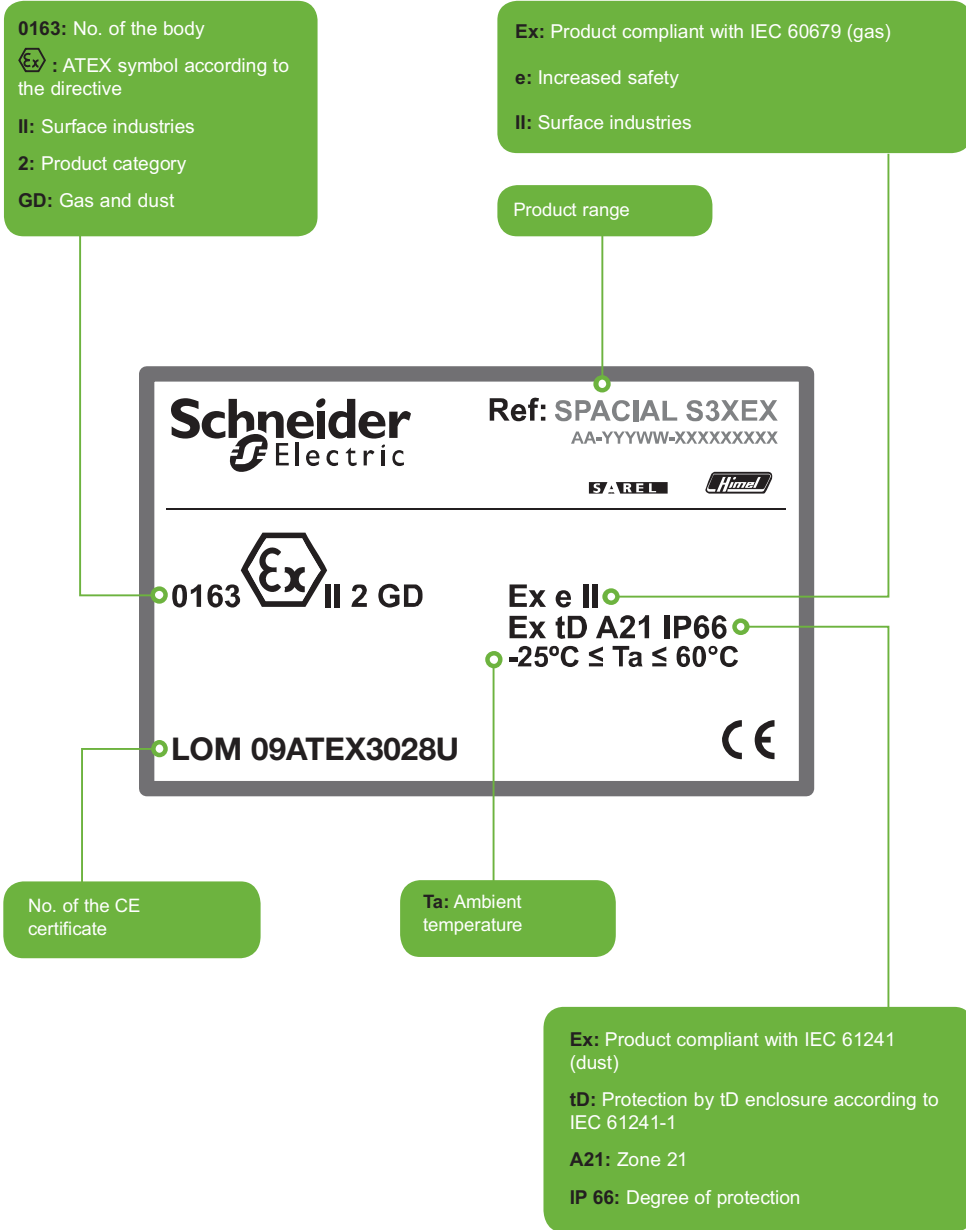 0163: No. of the body
Ex : ATEX symbol according to
the directive
II: Surface industries
2: Product category
GD: Gas and dust
Ex: Product compliant with IEC 60679 (gas)
e: Increased safety
II: Surface industries
Product range
Schneider
Electric
Ref: SPACIAL S3XEX
AA-YYYWW-XXXXXXXXX
SAREL
Himel
0163 Ex II 2 GD
Ex e II
Ex tD A21 IP66
-25ºC ≤ Ta ≤ 60°C
LOM 09ATEX3028U
CE
No. of the CE
certificate
Ta: Ambient
temperature
Ex: Product compliant with IEC 61241
(dust)
tD: Protection by tD enclosure according to
IEC 61241-1
A21: Zone 21
IP 66: Degree of protection